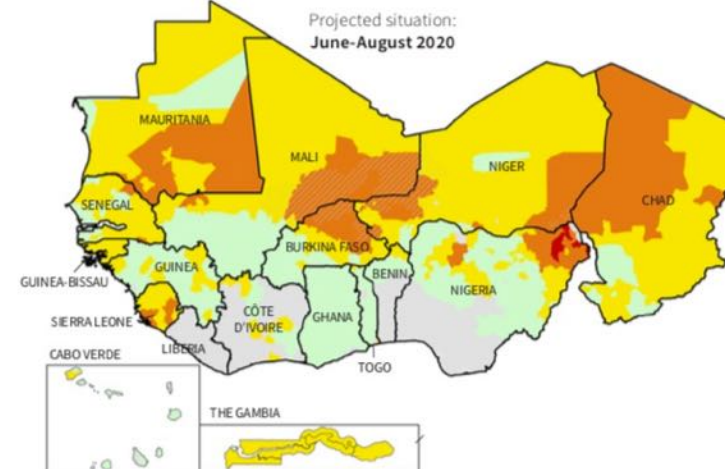 Projected situation:
June-August 2020
MAURITANIA
MALI
NIGER
CHAD
SENEGAL
BURKINA FASO
GUINEA
BENIN
GUINEA-BISSAU
NIGERIA
CÔTE
D'IVOIRE
GHANA
SIERRA LEONE
LIBERIA
CABO VERDE
TOGO
THE GAMBIA